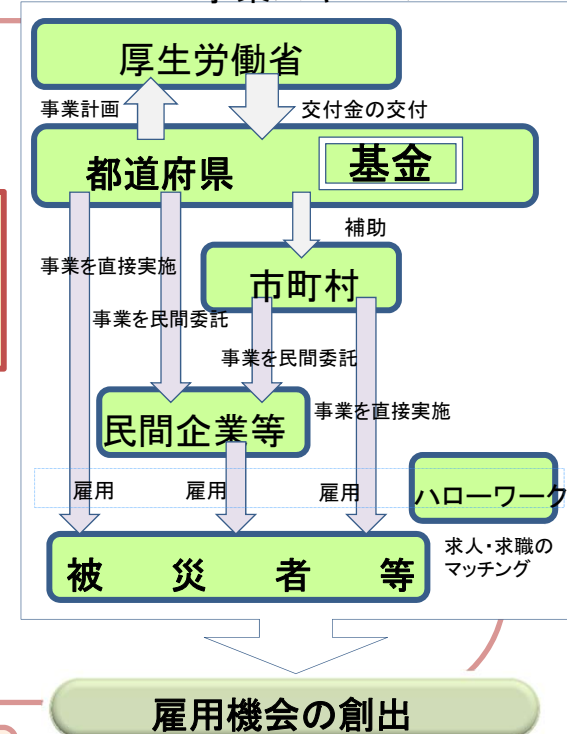 厚生労働省
事業計画
交付金の交付
都道府県
基金
補助
事業を直接実施
市町村
事業を民間委託
事業を民間委託
民間企業等
事業を直接実施
雇用
雇用
雇用
ハローワーク
被災者等
求人・求職の
マッチング
雇用機会の創出